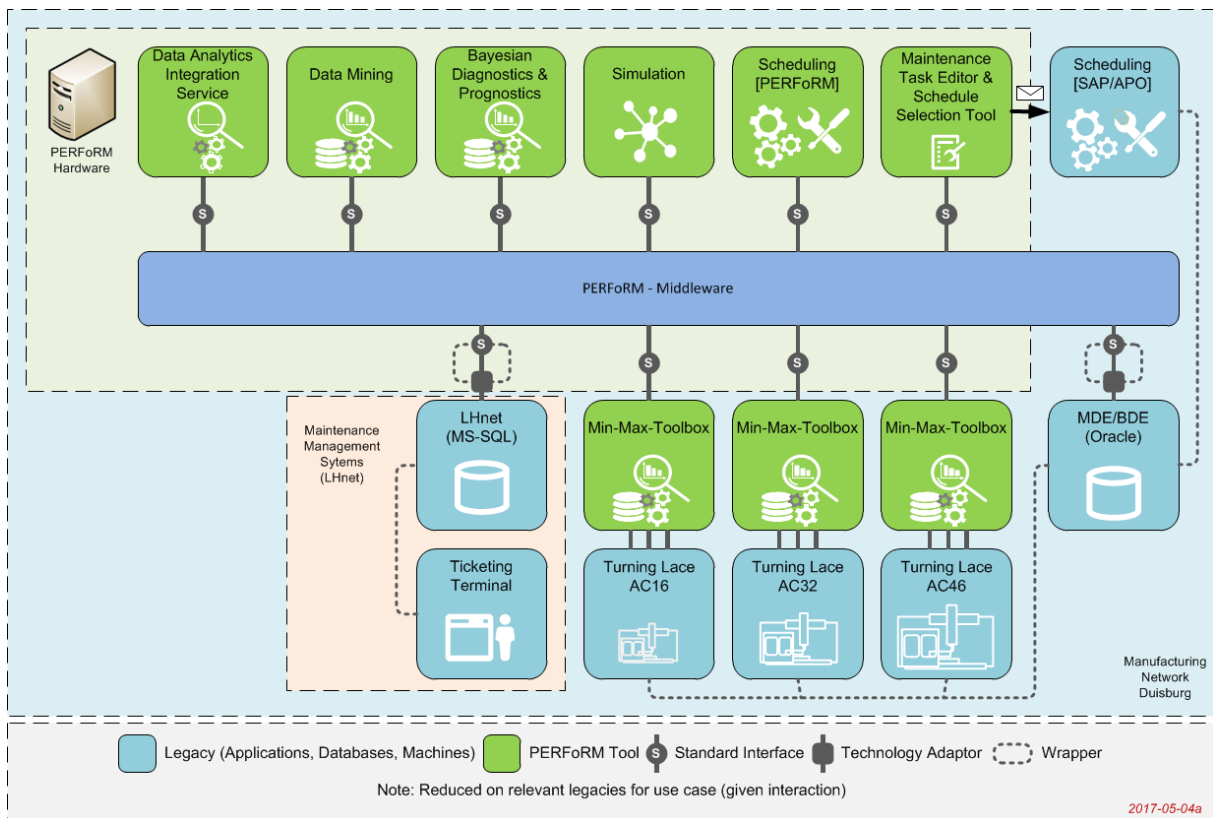 PERFoRM
Hardware
Data Analytics
Integration
Service
Data Mining
Bayesian
Diagnostics &
Prognostics
Simulation
Scheduling
[PERFoRM]
Maintenance
Task Editor &
Schedule
Selection Tool
Scheduling
[SAP/APO]
S
S
S
S
S
S
PERFoRM - Middleware
S
S
S
S
S
Maintenance
Management
Sytems
(LHnet)
LHnet
(MS-SQL)
Min-Max-Toolbox
Min-Max-Toolbox
Min-Max-Toolbox
MDE/BDE
(Oracle)
Ticketing
Terminal
Turning Lace
AC16
Turning Lace
AC32
Turning Lace
AC46
Manufacturing
Network
Duisburg
Legacy (Applications, Databases, Machines)
PERFoRM Tool
S
Standard Interface
Technology Adaptor
Wrapper
Note: Reduced on relevant legacies for use case (given interaction)
2017-05-04a